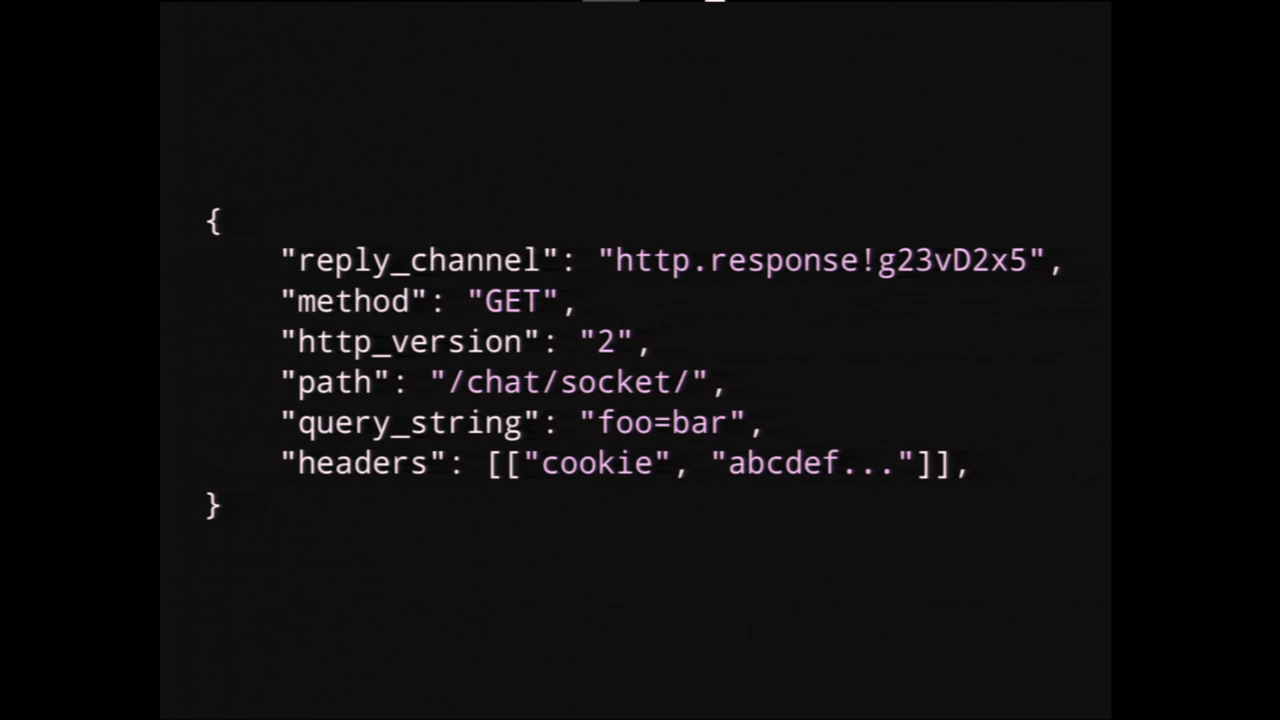 {
"reply_channel": "http.response!g23vD2x5",
"method": "GET",
"http_version": "2",
"path": "/chat/socket/",
"query_string": "foo=bar",
"headers": [["cookie", "abcdef..."]],
}